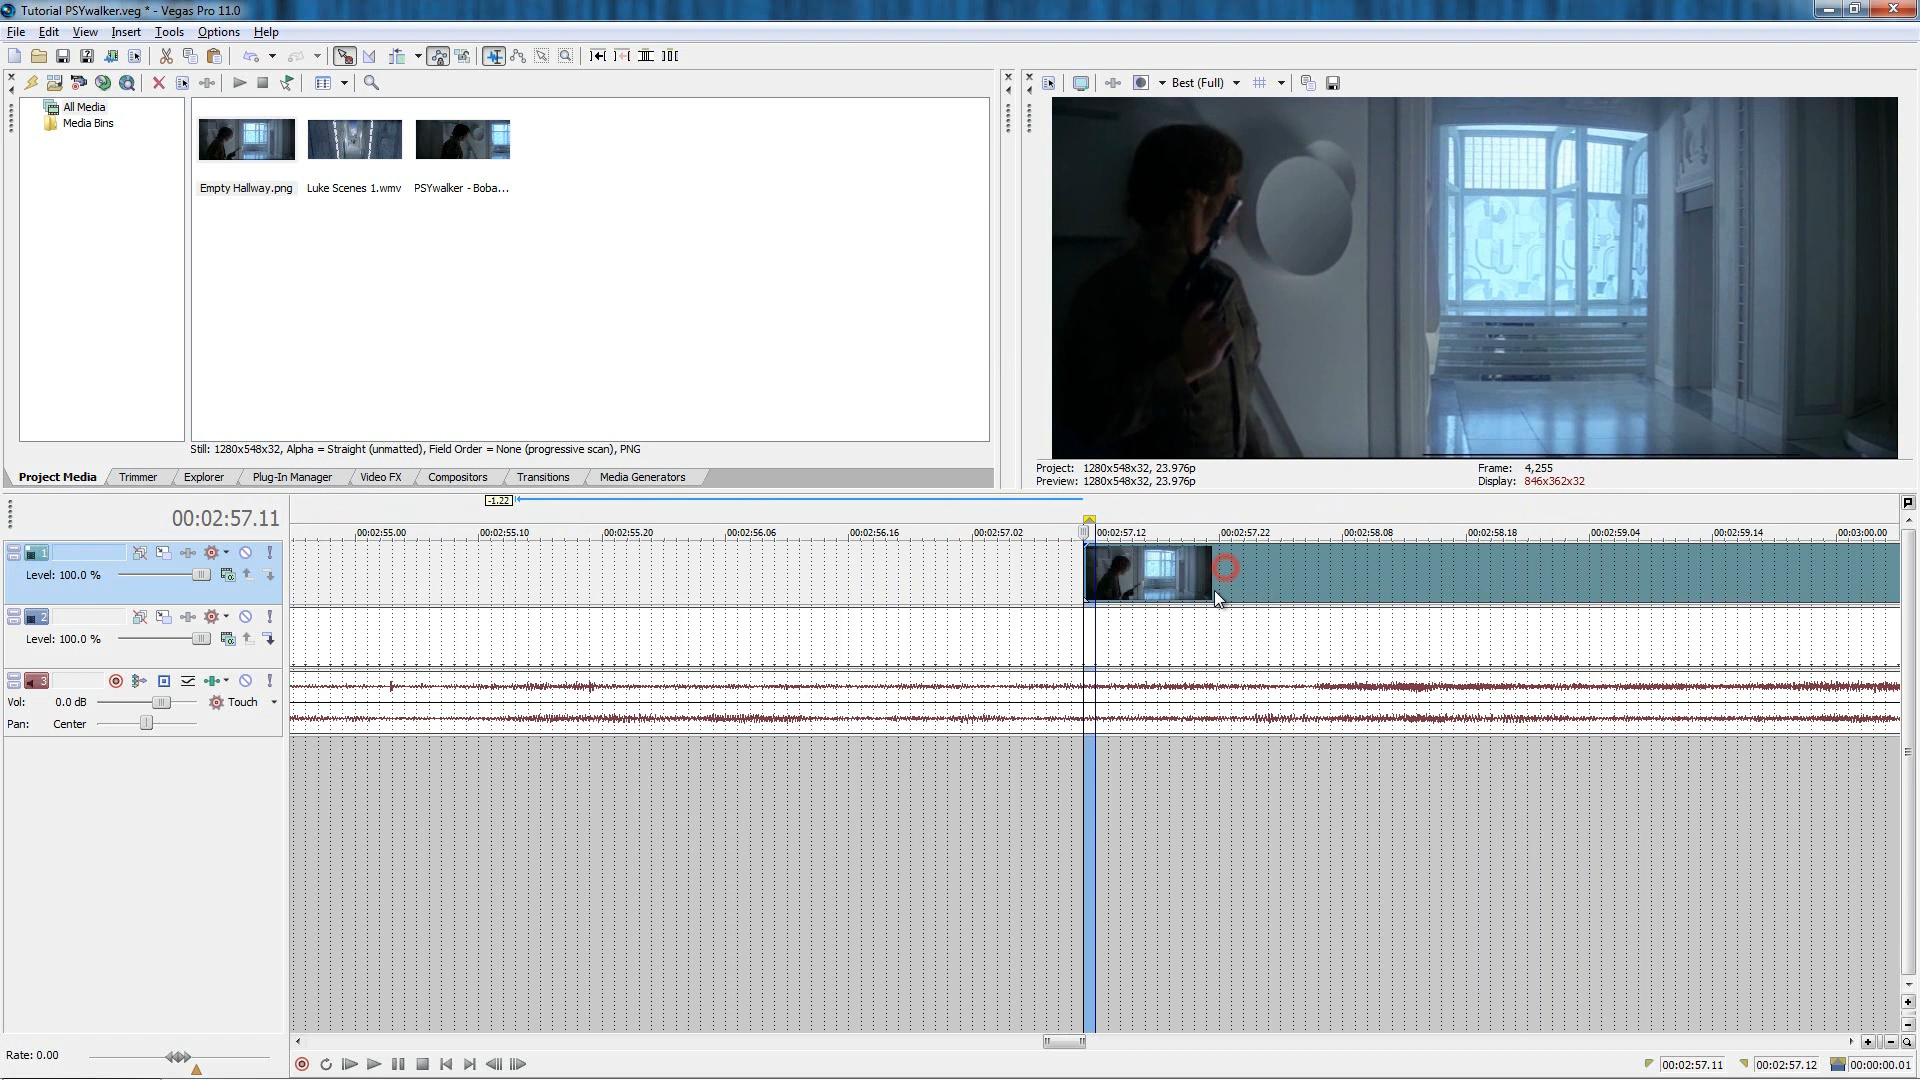 Tutorial PSYwalker.veg * - Vegas Pro 11.0
File Edit View Insert Tools Options Help
Best (Full)
All Media
Media Bins
Empty Hallway.png
Luke Scenes 1.wmv
PSYwalker - Boba...
Still: 1280x548x32, Alpha = Straight (unmatted), Field Order = None (progressive scan), PNG
Project: 1280x548x32, 23.976p
Frame: 4,255
Preview: 1280x548x32, 23.976p
Display: 846x362x32
Project Media Trimmer Explorer Plug-In Manager Video FX Compositors Transitions Media Generators
-1.22
00:02:57.11
00:02:55.00 00:02:55.10 00:02:55.20 00:02:56.06 00:02:56.16 00:02:57.02 00:02:57.12 00:02:57.22 00:02:58.08 00:02:58.18 00:02:59.04 00:02:59.14 00:03:00.00
1
Level: 100.0 %
2
Level: 100.0 %
3
Vol: 0.0 dB Touch
Pan: Center
Rate: 0.00
00:02:57.11 00:02:57.12 00:00:00.01